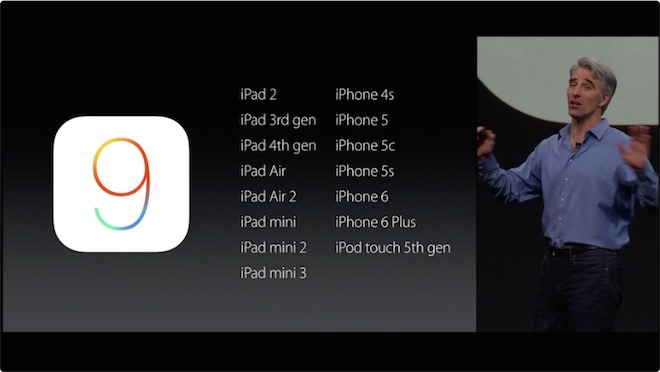 9
iPad 2
iPad 3rd gen
iPad 4th gen
iPad Air
iPad Air 2
iPad mini
iPad mini 2
iPad mini 3
iPhone 4s
iPhone 5
iPhone 5c
iPhone 5s
iPhone 6
iPhone 6 Plus
iPod touch 5th gen